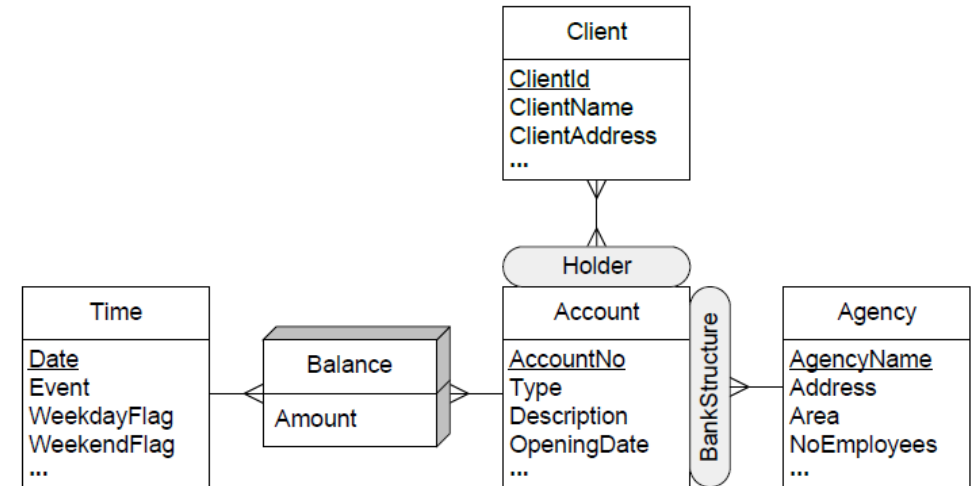 Client
ClientId
ClientName
ClientAddress
...
Holder
Time
Date
Event
WeekdayFlag
WeekendFlag
...
Balance
Amount
Account
AccountNo
Type
Description
OpeningDate
...
BankStructure
Agency
AgencyName
Address
Area
NoEmployees
...